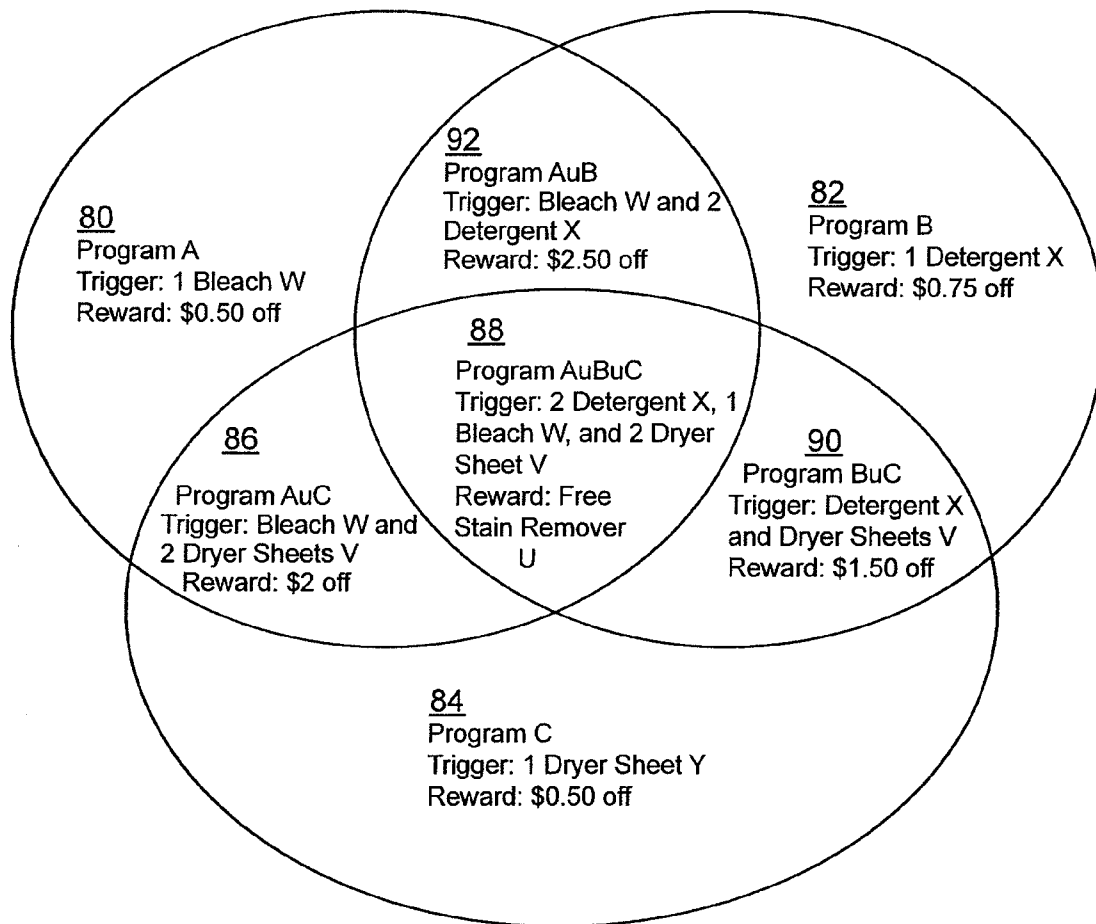 92
Program AuB
Trigger: Bleach W and 2
Detergent X
Reward: $2.50 off
80
Program A
Trigger: 1 Bleach W
Reward: $0.50 off
82
Program B
Trigger: 1 Detergent X
Reward: $0.75 off
88
Program AuBuC
Trigger: 2 Detergent X, 1
Bleach W, and 2 Dryer
Sheet V
Reward: Free
Stain Remover
U
86
Program AuC
Trigger: Bleach W and
2 Dryer Sheets V
Reward: $2 off
90
Program BuC
Trigger: Detergent X
and Dryer Sheets V
Reward: $1.50 off
84
Program C
Trigger: 1 Dryer Sheet Y
Reward: $0.50 off